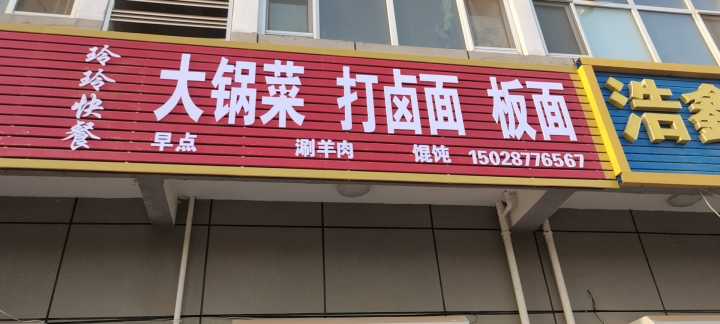 玲玲快餐
大锅菜 打卤面 板面
早点 涮羊肉 馄饨 15028776567
浩鑫